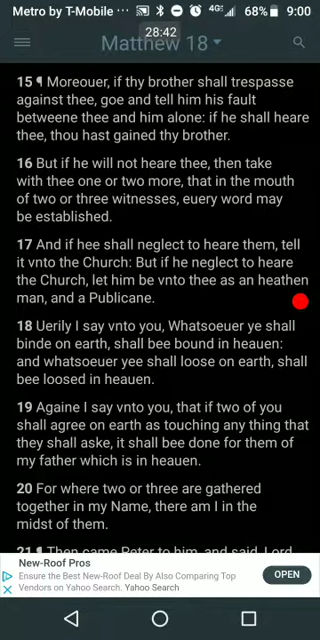 Metro by T-Mobile ··· 4G 68% 9:00
28:42
Matthew 18
15 ¶ Moreouer, if thy brother shall trespasse
against thee, goe and tell him his fault
betweene thee and him alone: if he shall heare
thee, thou hast gained thy brother.
16 But if he will not heare thee, then take
with thee one or two more, that in the mouth
of two or three witnesses, euery word may
be established.
17 And if hee shall neglect to heare them, tell
it vnto the Church: But if he neglect to heare
the Church, let him be vnto thee as an heathen
man, and a Publicane.
18 Uerily I say vnto you, Whatsoeuer ye shall
binde on earth, shall bee bound in heauen:
and whatsoeuer yee shall loose on earth, shall
bee loosed in heauen.
19 Againe I say vnto you, that if two of you
shall agree on earth as touching any thing that
they shall aske, it shall bee done for them of
my father which is in heauen.
20 For where two or three are gathered
together in my Name, there am I in the
midst of them.
21 ¶ Then came Peter to him, and said, Lord
New-Roof Pros
Ensure the Best New-Roof Deal By Also Comparing Top
Vendors on Yahoo Search. Yahoo Search
OPEN